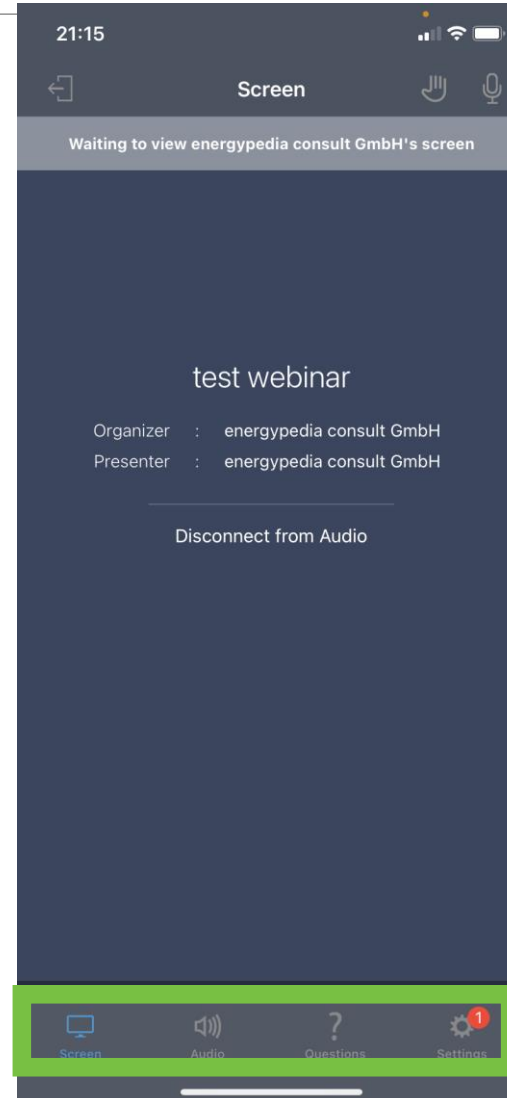 21:15
Screen
Waiting to view energypedia consult GmbH's screen
test webinar
Organizer : energypedia consult GmbH
Presenter : energypedia consult GmbH
Disconnect from Audio
1
Screen Audio Questions Settings